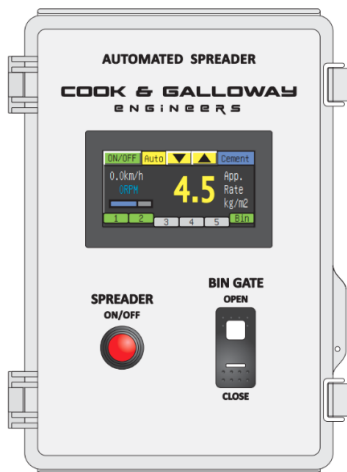 AUTOMATED SPREADER
COOK & GALLOWAY
ENGINEERS
ON/OFF Auto Cement
0.0km/h 4.5 App.
0RPM Rate
kg/m2
1 2 3 4 5 Bin
SPREADER
ON/OFF
BIN GATE
OPEN
CLOSE